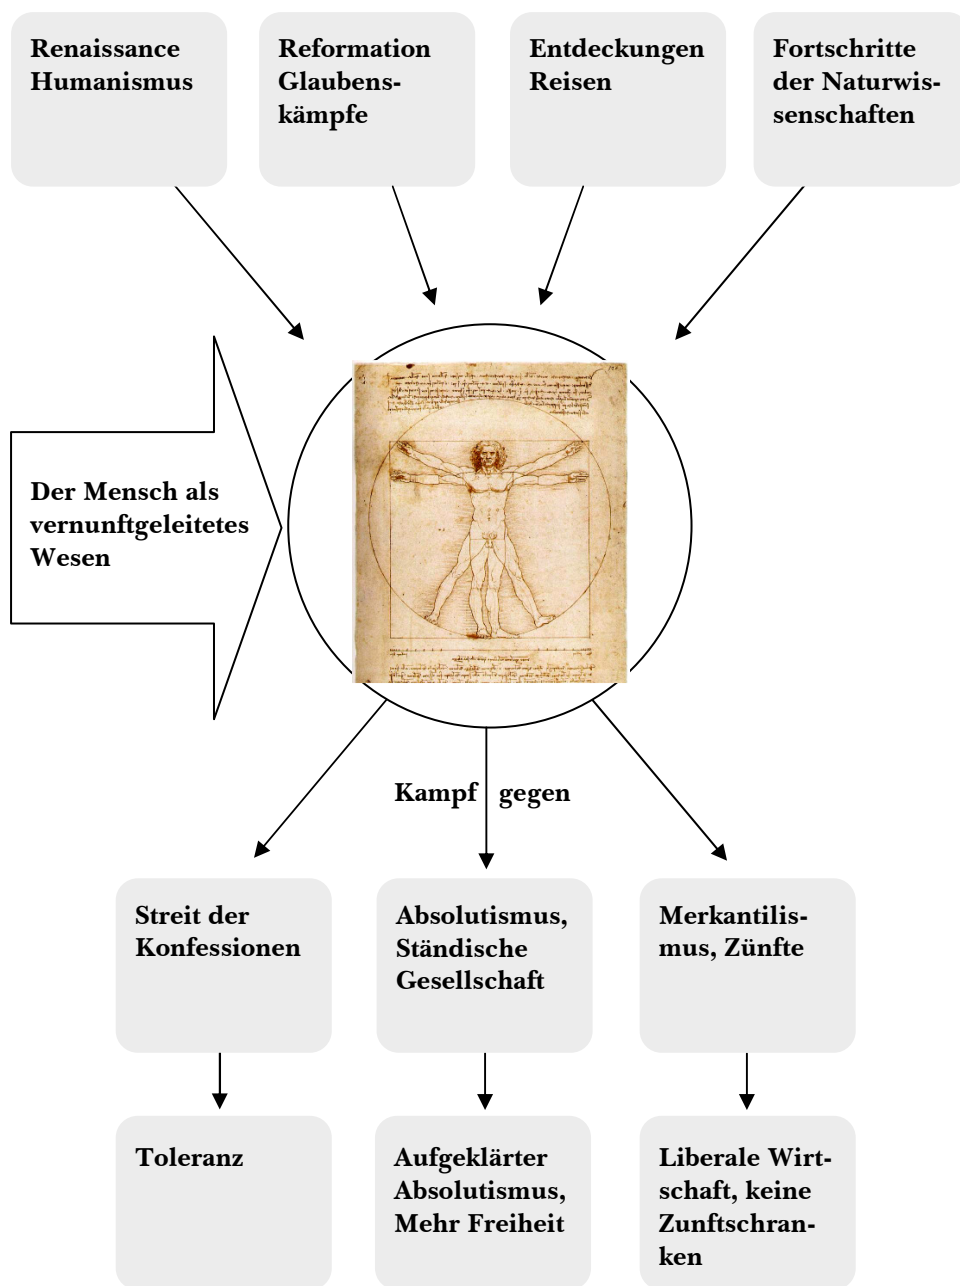 Renaissance
Humanismus
Reformation
Glaubens-
kämpfe
Entdeckungen
Reisen
Fortschritte
der Naturwis-
senschaften
Der Mensch als
vernunftgeleitetes
Wesen
Kampf gegen
Streit der
Konfessionen
Absolutismus,
Ständische
Gesellschaft
Merkantilis-
mus, Zünfte
Toleranz
Aufgeklärter
Absolutismus,
Mehr Freiheit
Liberale Wirt-
schaft, keine
Zunftschran-
ken